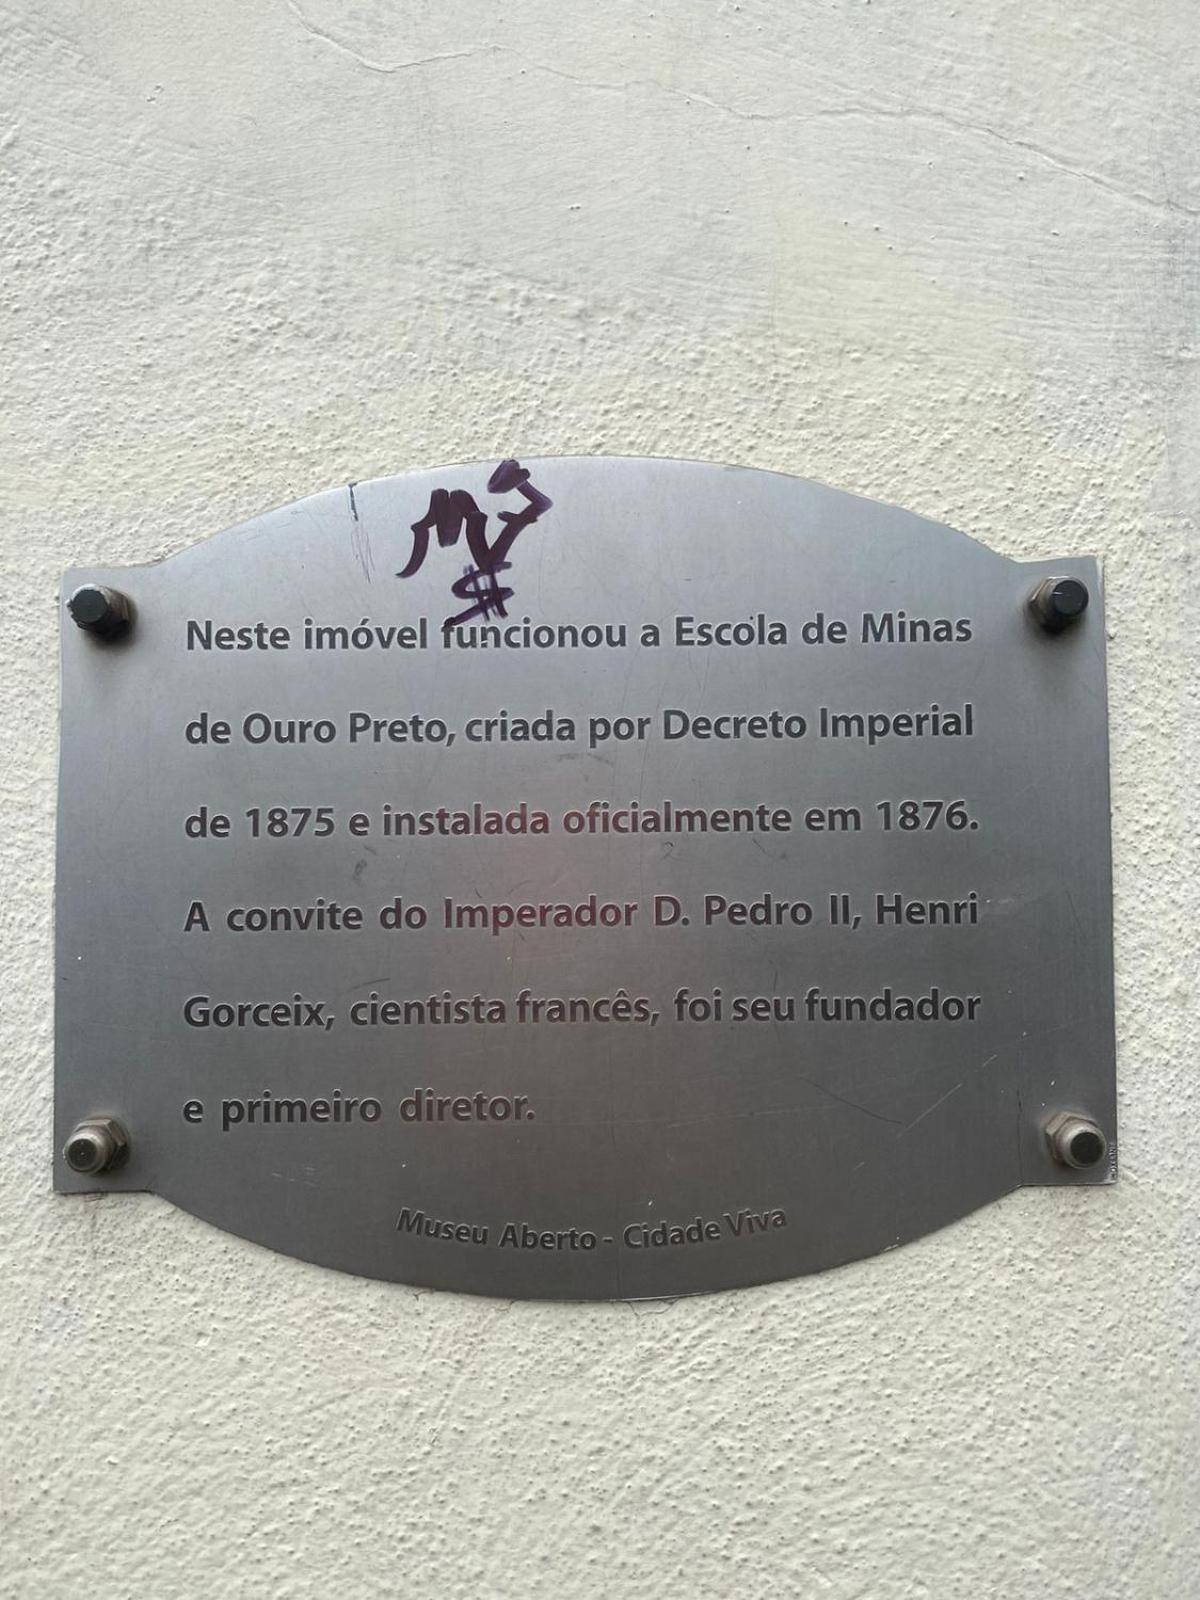 Neste imóvel funcionou a Escola de Minas
de Ouro Preto, criada por Decreto Imperial
de 1875 e instalada oficialmente em 1876.
A convite do Imperador D. Pedro II, Henri
Gorceix, cientista francês, foi seu fundador
e primeiro diretor.
Museu Aberto - Cidade Viva